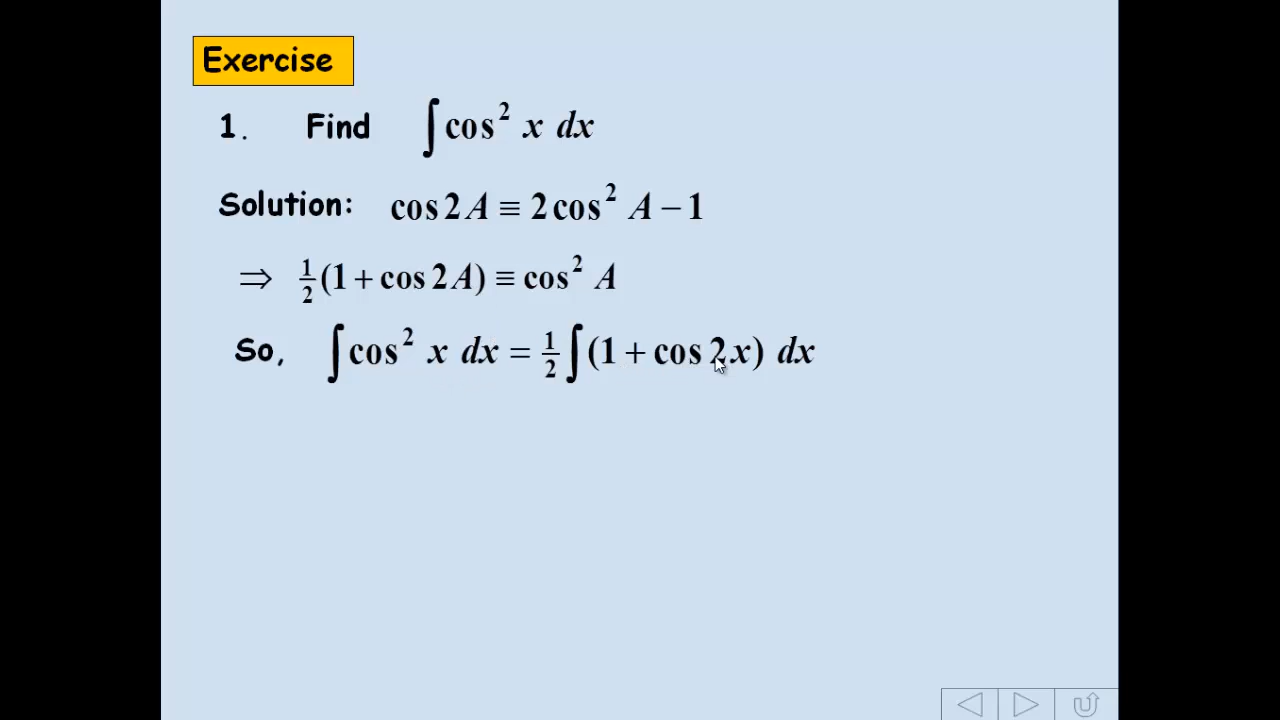 Exercise
1. Find ∫cos² x dx
Solution: cos 2A ≡ 2cos² A − 1
⇒ ½(1 + cos 2A) ≡ cos² A
So, ∫cos² x dx = ½∫(1 + cos 2x) dx